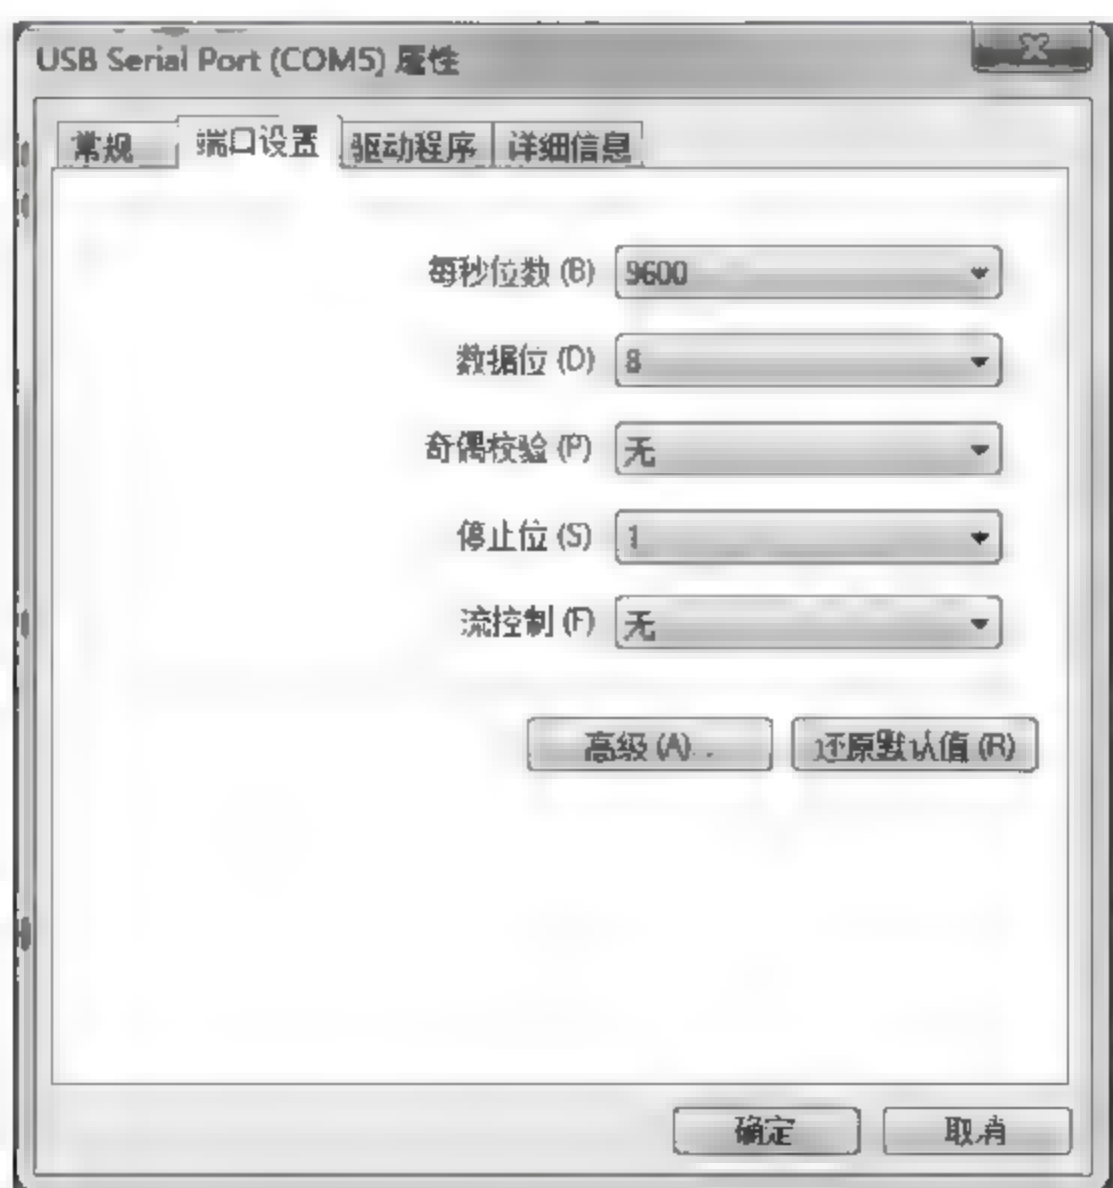 USB Serial Port (COM5) 属性
常规 端口设置 驱动程序 详细信息
每秒位数 (B) 9600
数据位 (D) 8
奇偶校验 (P) 无
停止位 (S) 1
流控制 (F) 无
高级 (A)... 还原默认值 (R)
确定 取消